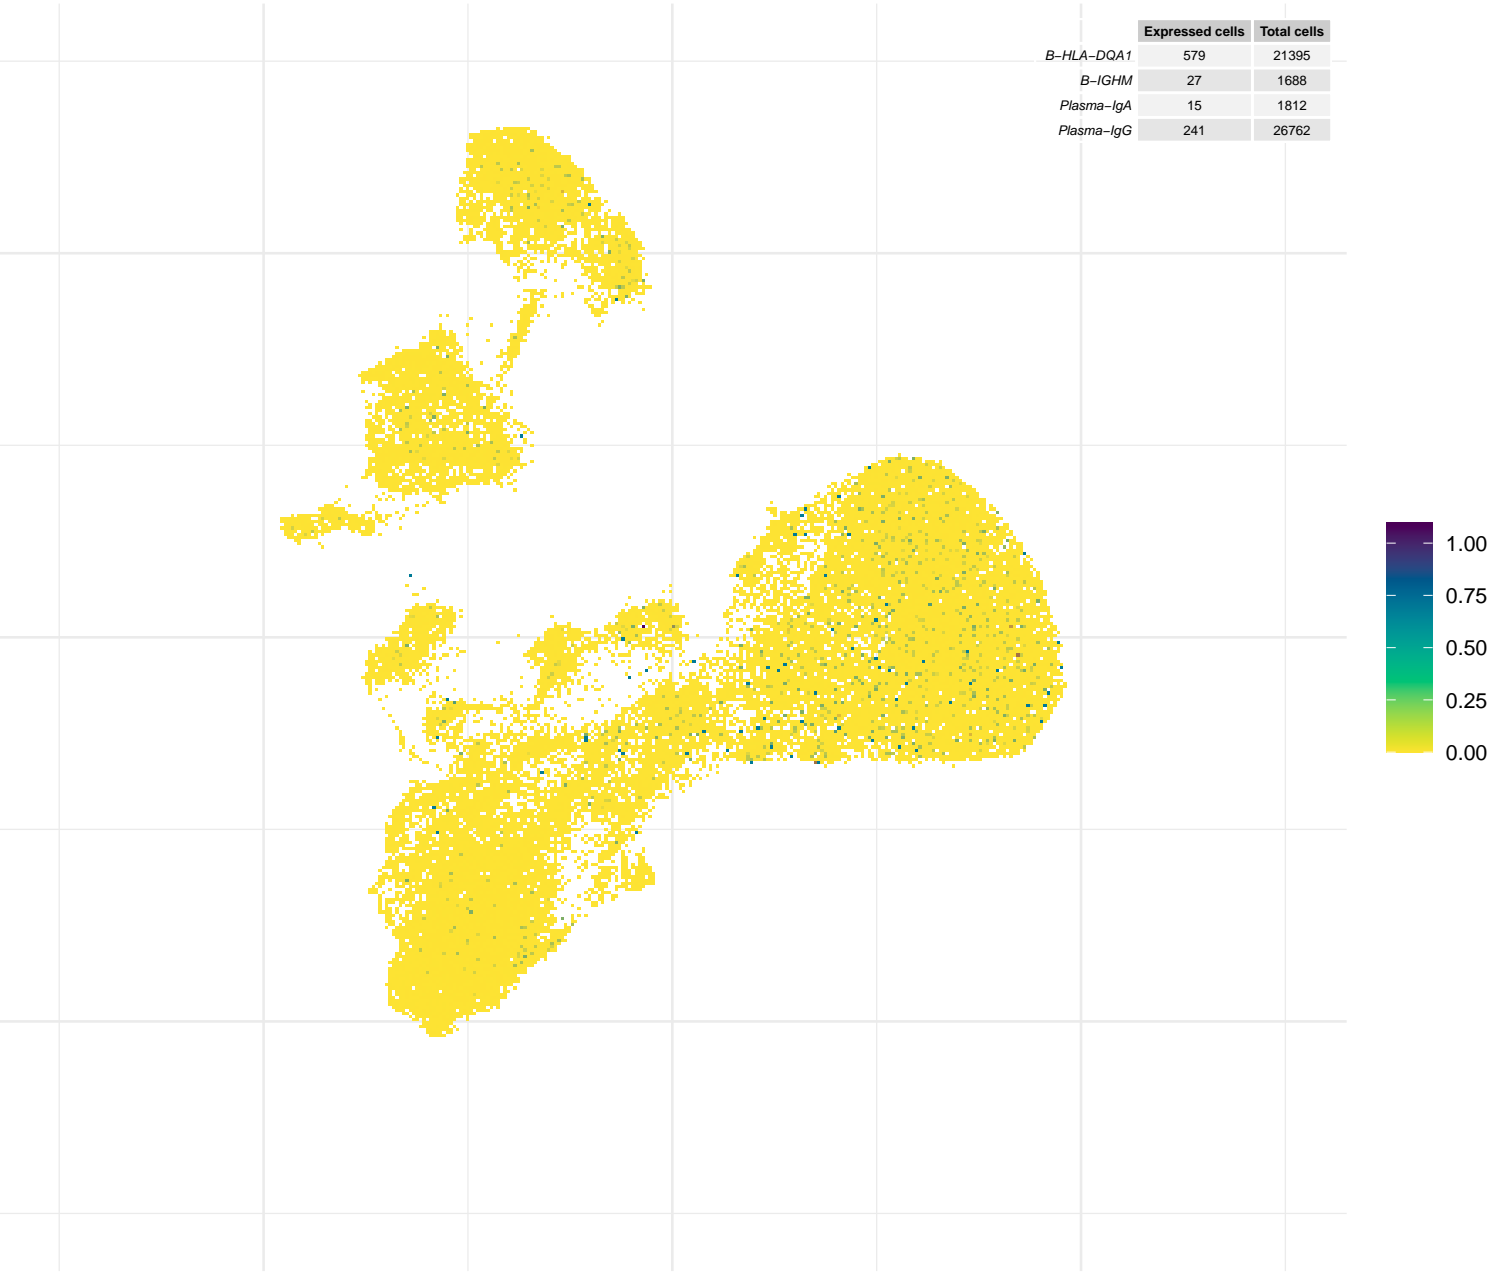 Expressed cells Total cells
B−HLA−DQA1 579 21395
B−IGHM 27 1688
Plasma−IgA 15 1812
Plasma−IgG 241 26762
1.00
0.75
0.50
0.25
0.00